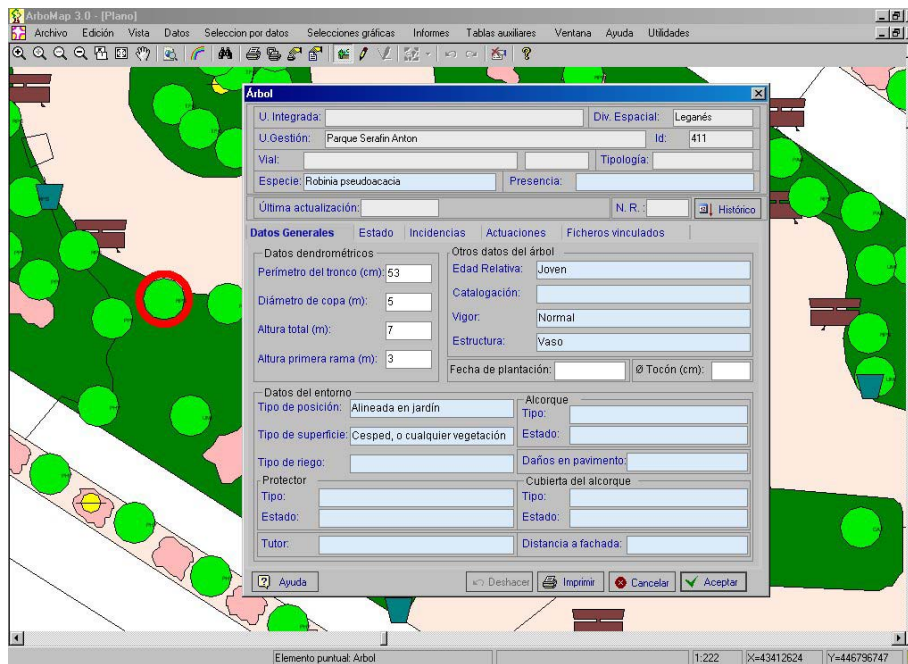 ArboMap 3.0 - [Plano]
Archivo Edición Vista Datos Seleccion por datos Selecciones gráficas Informes Tablas auxiliares Ventana Ayuda Utilidades
Árbol
U. Integrada: Div. Espacial: Leganés
U.Gestión: Parque Serafin Anton Id: 411
Vial: Tipología:
Especie: Robinia pseudoacacia Presencia:
Última actualización: N. R. : Histórico
Datos Generales Estado Incidencias Actuaciones Ficheros vinculados
Datos dendrométricos Otros datos del árbol
Perímetro del tronco (cm): 53 Edad Relativa: Joven
Diámetro de copa (m): 5 Catalogación:
Altura total (m): 7 Vigor: Normal
Altura primera rama (m): 3 Estructura: Vaso
Fecha de plantación: Ø Tocón (cm):
Datos del entorno Alcorque
Tipo de posición: Alineada en jardín Tipo:
Tipo de superficie: Cesped, o cualquier vegetación Estado:
Tipo de riego: Daños en pavimento:
Protector Cubierta del alcorque
Tipo: Tipo:
Estado: Estado:
Tutor: Distancia a fachada:
Ayuda Deshacer Imprimir Cancelar Aceptar
Elemento puntual: Arbol 1:222 X=43412624 Y=446796747